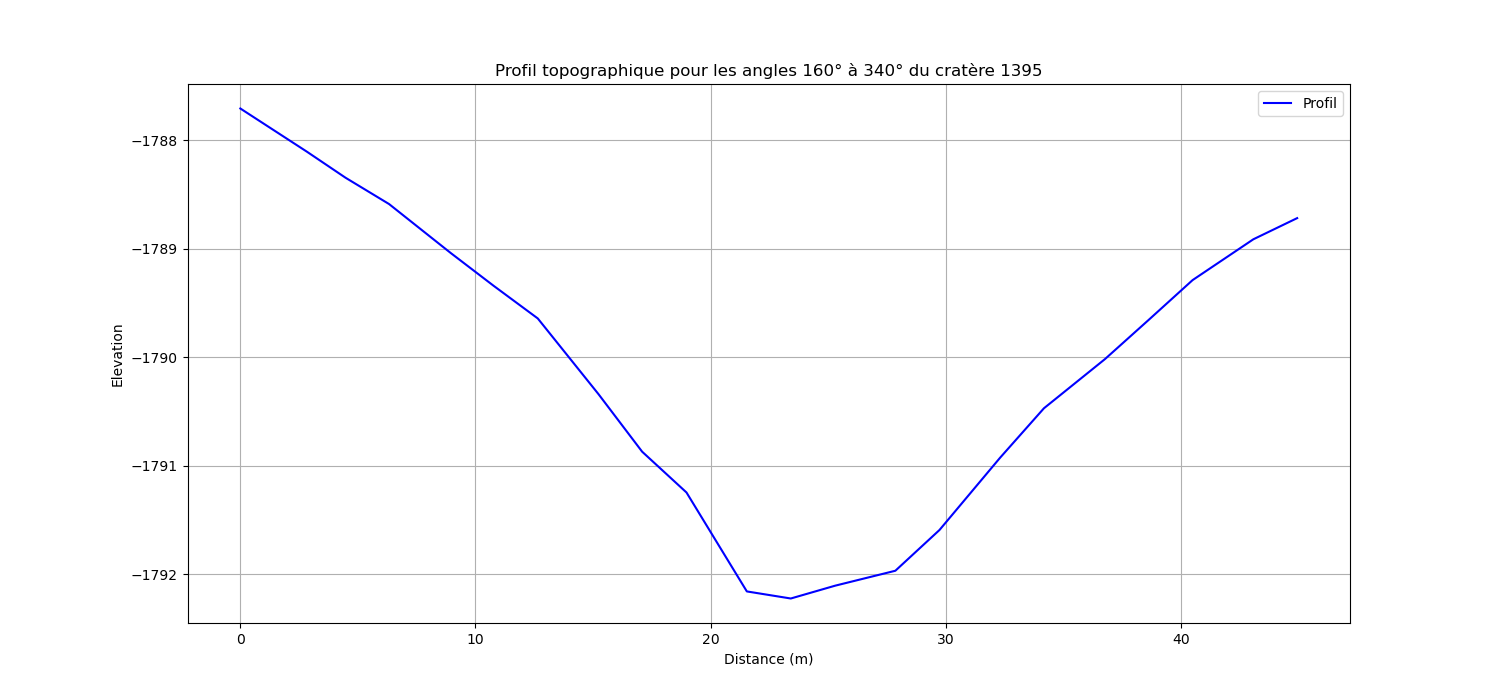 Profil topographique pour les angles 160° à 340° du cratère 1395
Profil
−1788
−1789
−1790
−1791
−1792
Elevation
0 10 20 30 40
Distance (m)